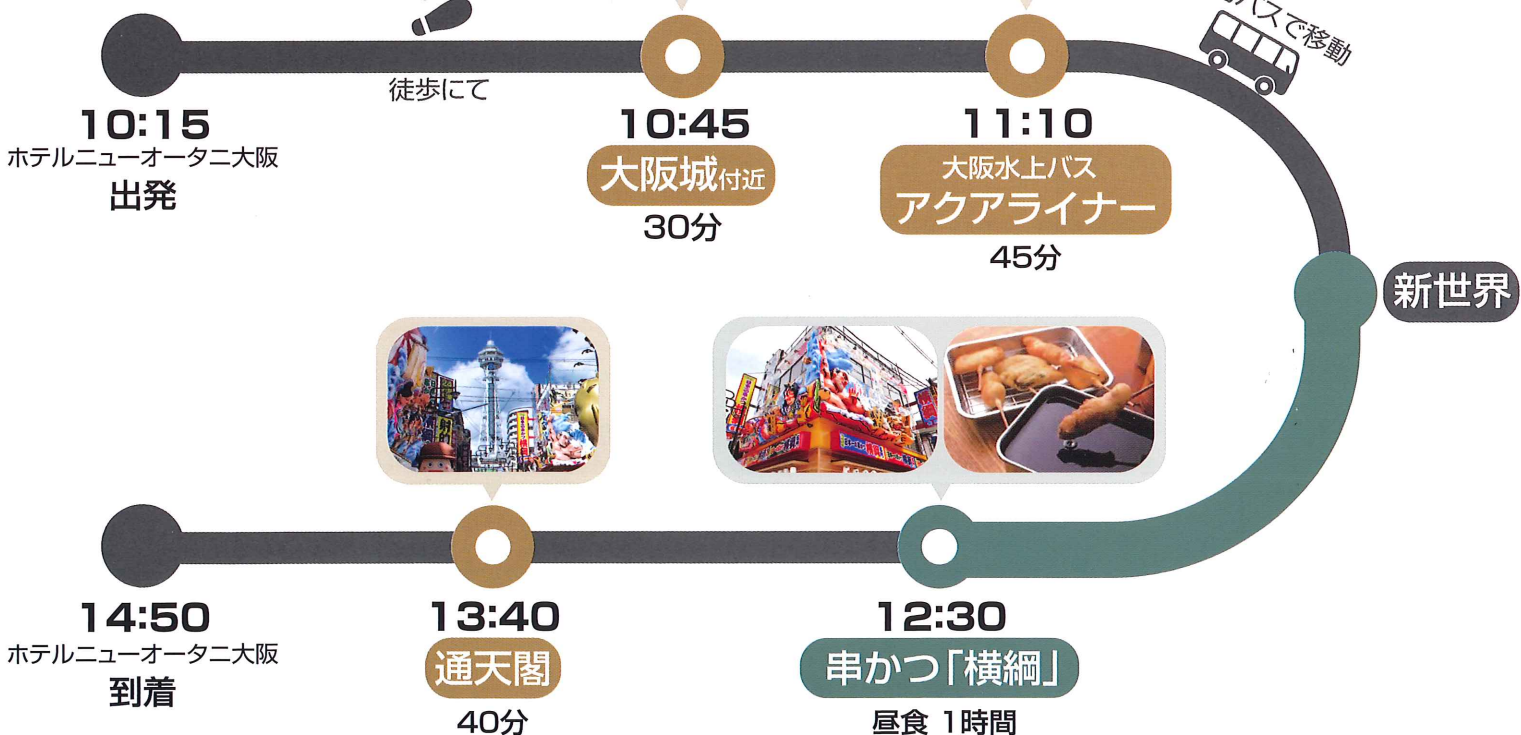 バスで移動
徒歩にて
10:15
ホテルニューオータニ大阪
出発
10:45
大阪城付近
30分
11:10
大阪水上バス
アクアライナー
45分
新世界
12:30
串かつ「横綱」
昼食 1時間
13:40
通天閣
40分
14:50
ホテルニューオータニ大阪
到着